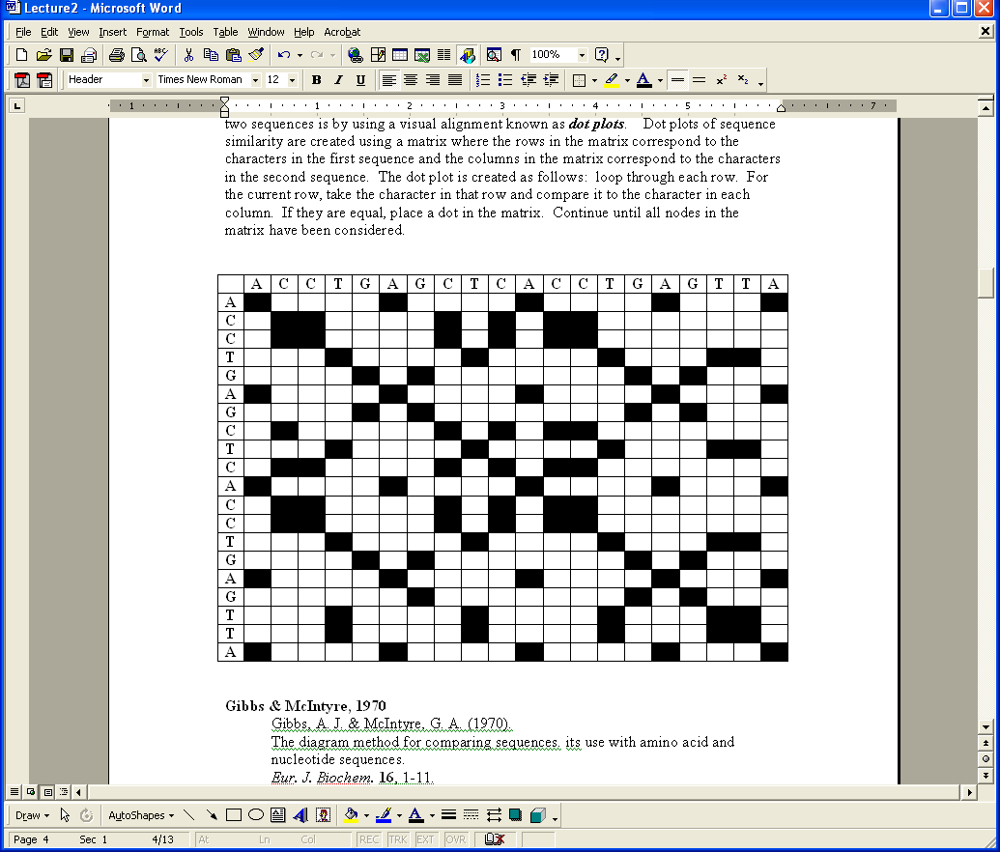 Lecture2 - Microsoft Word
File Edit View Insert Format Tools Table Window Help Acrobat
100%
Header Times New Roman 12 B I U
1 1 2 3 4 5 7
two sequences is by using a visual alignment known as dot plots. Dot plots of sequence
similarity are created using a matrix where the rows in the matrix correspond to the
characters in the first sequence and the columns in the matrix correspond to the characters
in the second sequence. The dot plot is created as follows: loop through each row. For
the current row, take the character in that row and compare it to the character in each
column. If they are equal, place a dot in the matrix. Continue until all nodes in the
matrix have been considered.
A C C T G A G C T C A C C T G A G T T A
A
C
C
T
G
A
G
C
T
C
A
C
C
T
G
A
G
T
T
A
Gibbs & McIntyre, 1970
Gibbs, A. J. & McIntyre, G. A. (1970).
The diagram method for comparing sequences. its use with amino acid and
nucleotide sequences.
Eur. J. Biochem. 16, 1-11.
Draw AutoShapes
Page 4 Sec 1 4/13 At Ln Col REC TRK EXT OVR